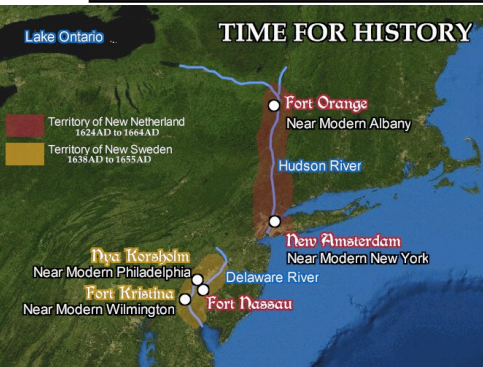 TIME FOR HISTORY
Lake Ontario
Fort Orange
Near Modern Albany
Territory of New Netherland
1624AD to 1664AD
Territory of New Sweden
1638AD to 1655AD
Hudson River
New Amsterdam
Near Modern New York
Nya Korsholm
Near Modern Philadelphia
Delaware River
Fort Kristina
Near Modern Wilmington
Fort Nassau